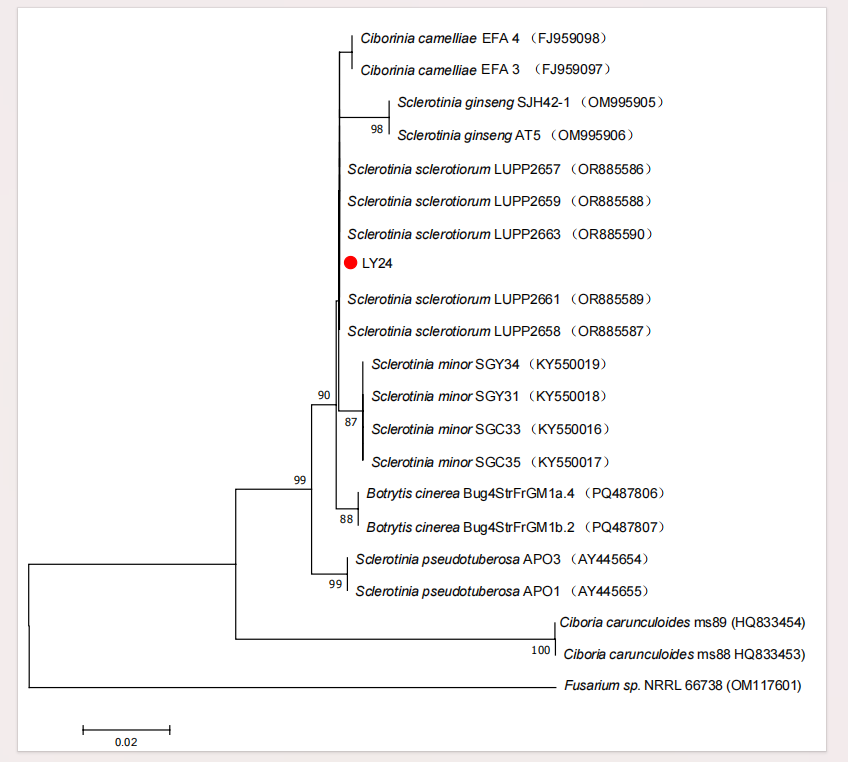 Ciborinia camelliae EFA 4 （FJ959098）
Ciborinia camelliae EFA 3 （FJ959097）
Sclerotinia ginseng SJH42-1 （OM995905）
98
Sclerotinia ginseng AT5 （OM995906）
Sclerotinia sclerotiorum LUPP2657 （OR885586）
Sclerotinia sclerotiorum LUPP2659 （OR885588）
Sclerotinia sclerotiorum LUPP2663 （OR885590）
LY24
Sclerotinia sclerotiorum LUPP2661 （OR885589）
Sclerotinia sclerotiorum LUPP2658 （OR885587）
Sclerotinia minor SGY34 （KY550019）
90
Sclerotinia minor SGY31 （KY550018）
87
Sclerotinia minor SGC33 （KY550016）
Sclerotinia minor SGC35 （KY550017）
99
Botrytis cinerea Bug4StrFrGM1a.4 （PQ487806）
88
Botrytis cinerea Bug4StrFrGM1b.2 （PQ487807）
Sclerotinia pseudotuberosa APO3 （AY445654）
99
Sclerotinia pseudotuberosa APO1 （AY445655）
Ciboria carunculoides ms89 (HQ833454)
100
Ciboria carunculoides ms88 HQ833453)
Fusarium sp. NRRL 66738 (OM117601)
0.02